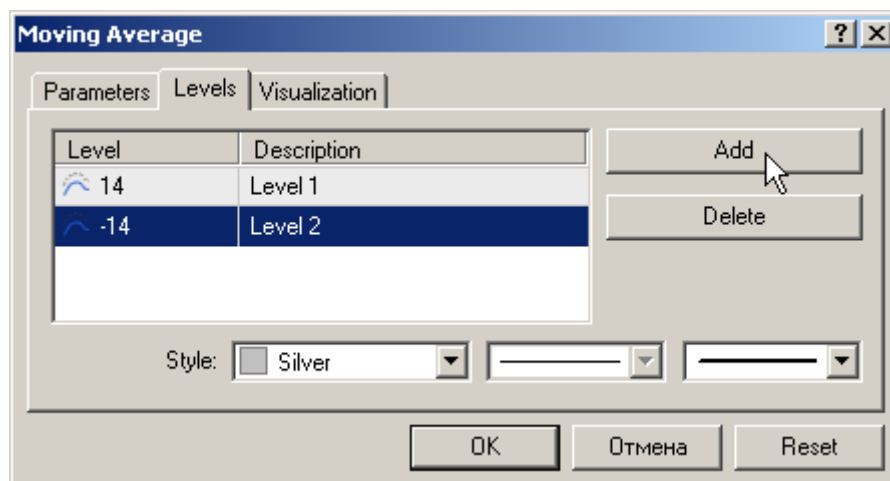 Moving Average
Parameters Levels Visualization
Level Description
14 Level 1
-14 Level 2
Add
Delete
Style: Silver
OK Отмена Reset